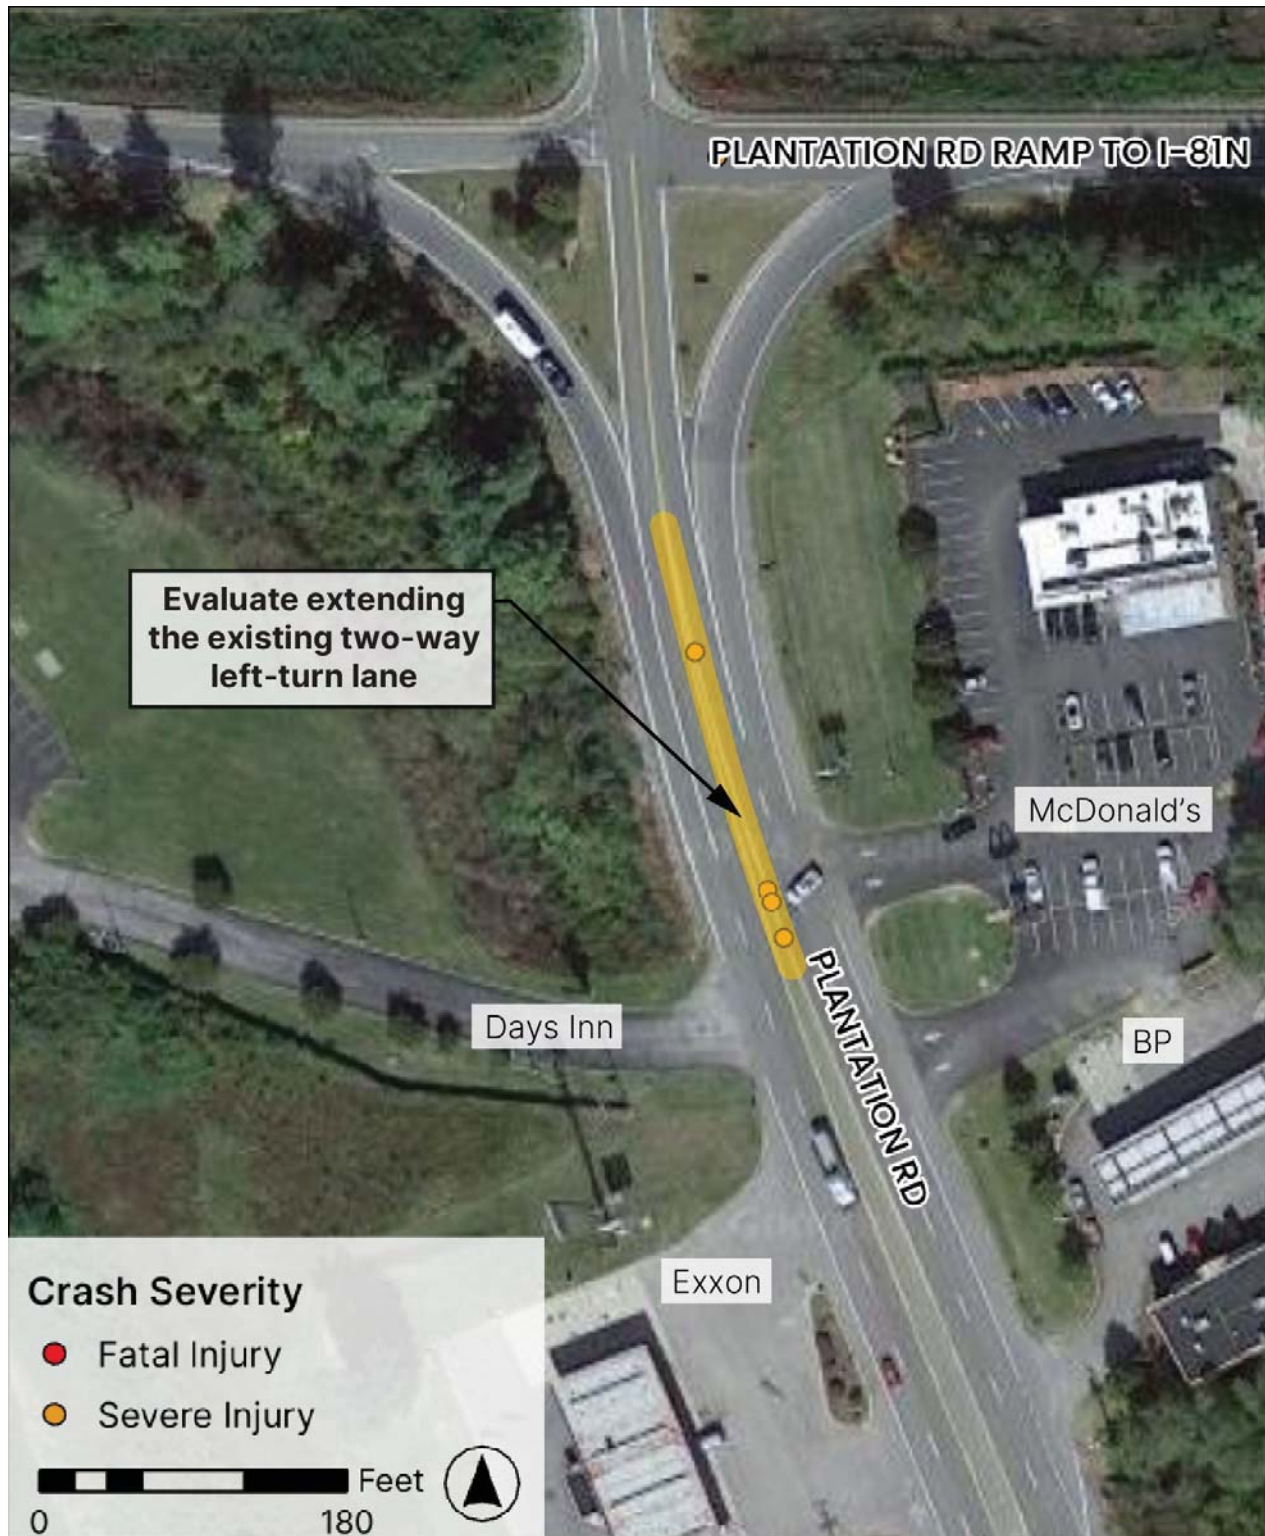 PLANTATION RD RAMP TO I-81N
Evaluate extending
the existing two-way
left-turn lane
McDonald's
PLANTATION RD
Days Inn
BP
Exxon
Crash Severity
Fatal Injury
Severe Injury
Feet
0 180